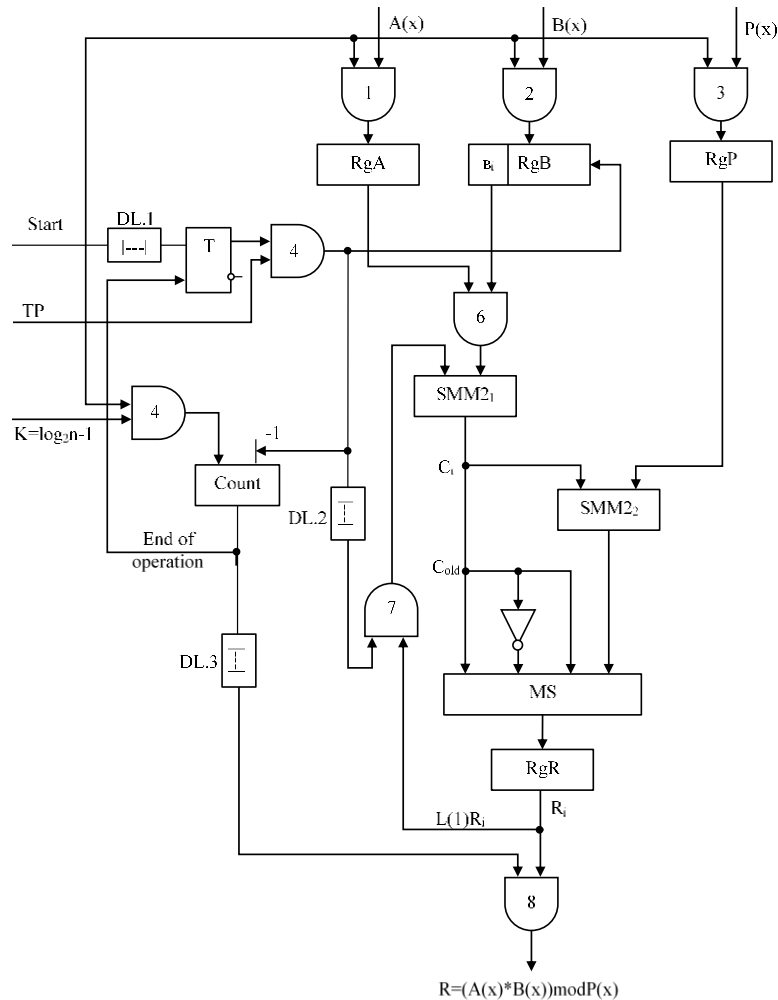 A(x)
B(x)
P(x)
1
2
3
RgA
Bi RgB
RgP
Start
DL.1
|---|
T
4
TP
6
SMM2₁
4
K=log₂n-1
-1
Count
Cᵢ
DL.2
SMM2₂
End of
operation
Cold
7
DL.3
MS
RgR
Rᵢ
L(1)Rᵢ
8
R=(A(x)*B(x))modP(x)